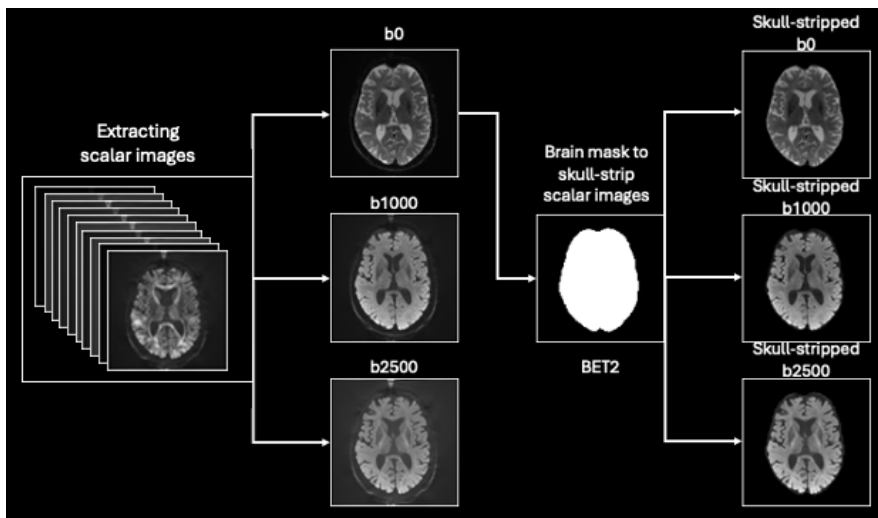 Extracting
scalar images
b0
b1000
b2500
Brain mask to
skull-strip
scalar images
BET2
Skull-stripped
b0
Skull-stripped
b1000
Skull-stripped
b2500